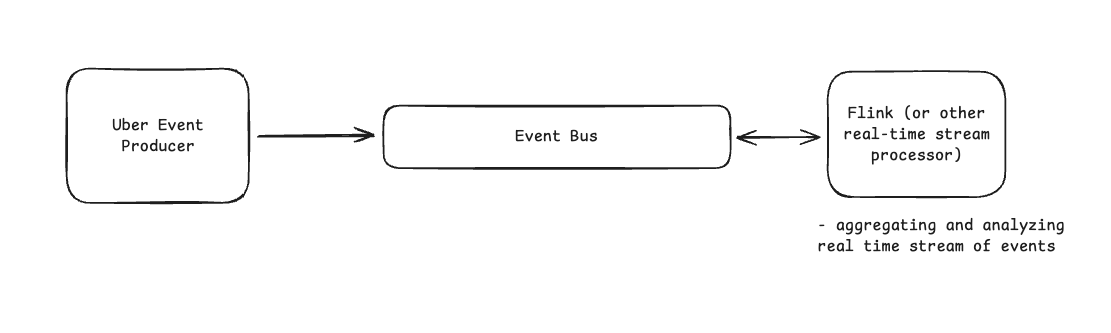 Uber Event
Producer
Event Bus
Flink (or other
real-time stream
processor)
- aggregating and analyzing
real time stream of events